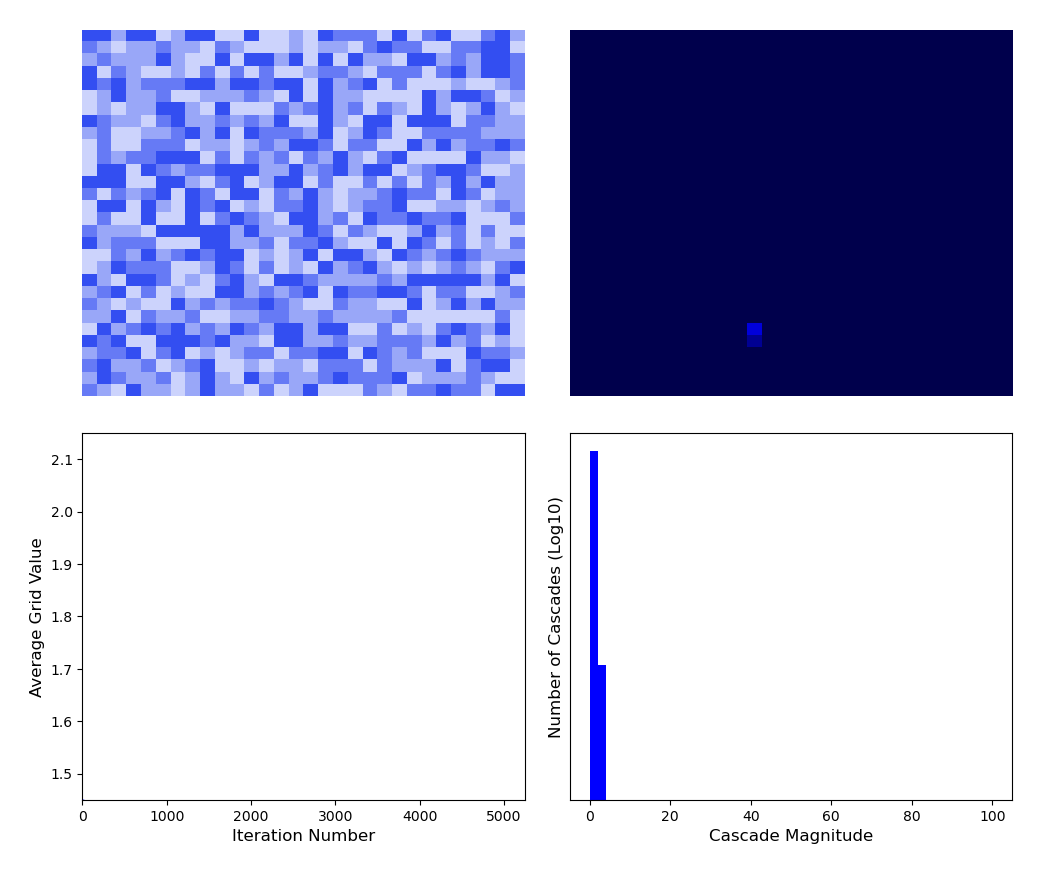 2.1
2.0
1.9
1.8
1.7
1.6
1.5
Average Grid Value
0 1000 2000 3000 4000 5000
Iteration Number
Number of Cascades (Log10)
0 20 40 60 80 100
Cascade Magnitude